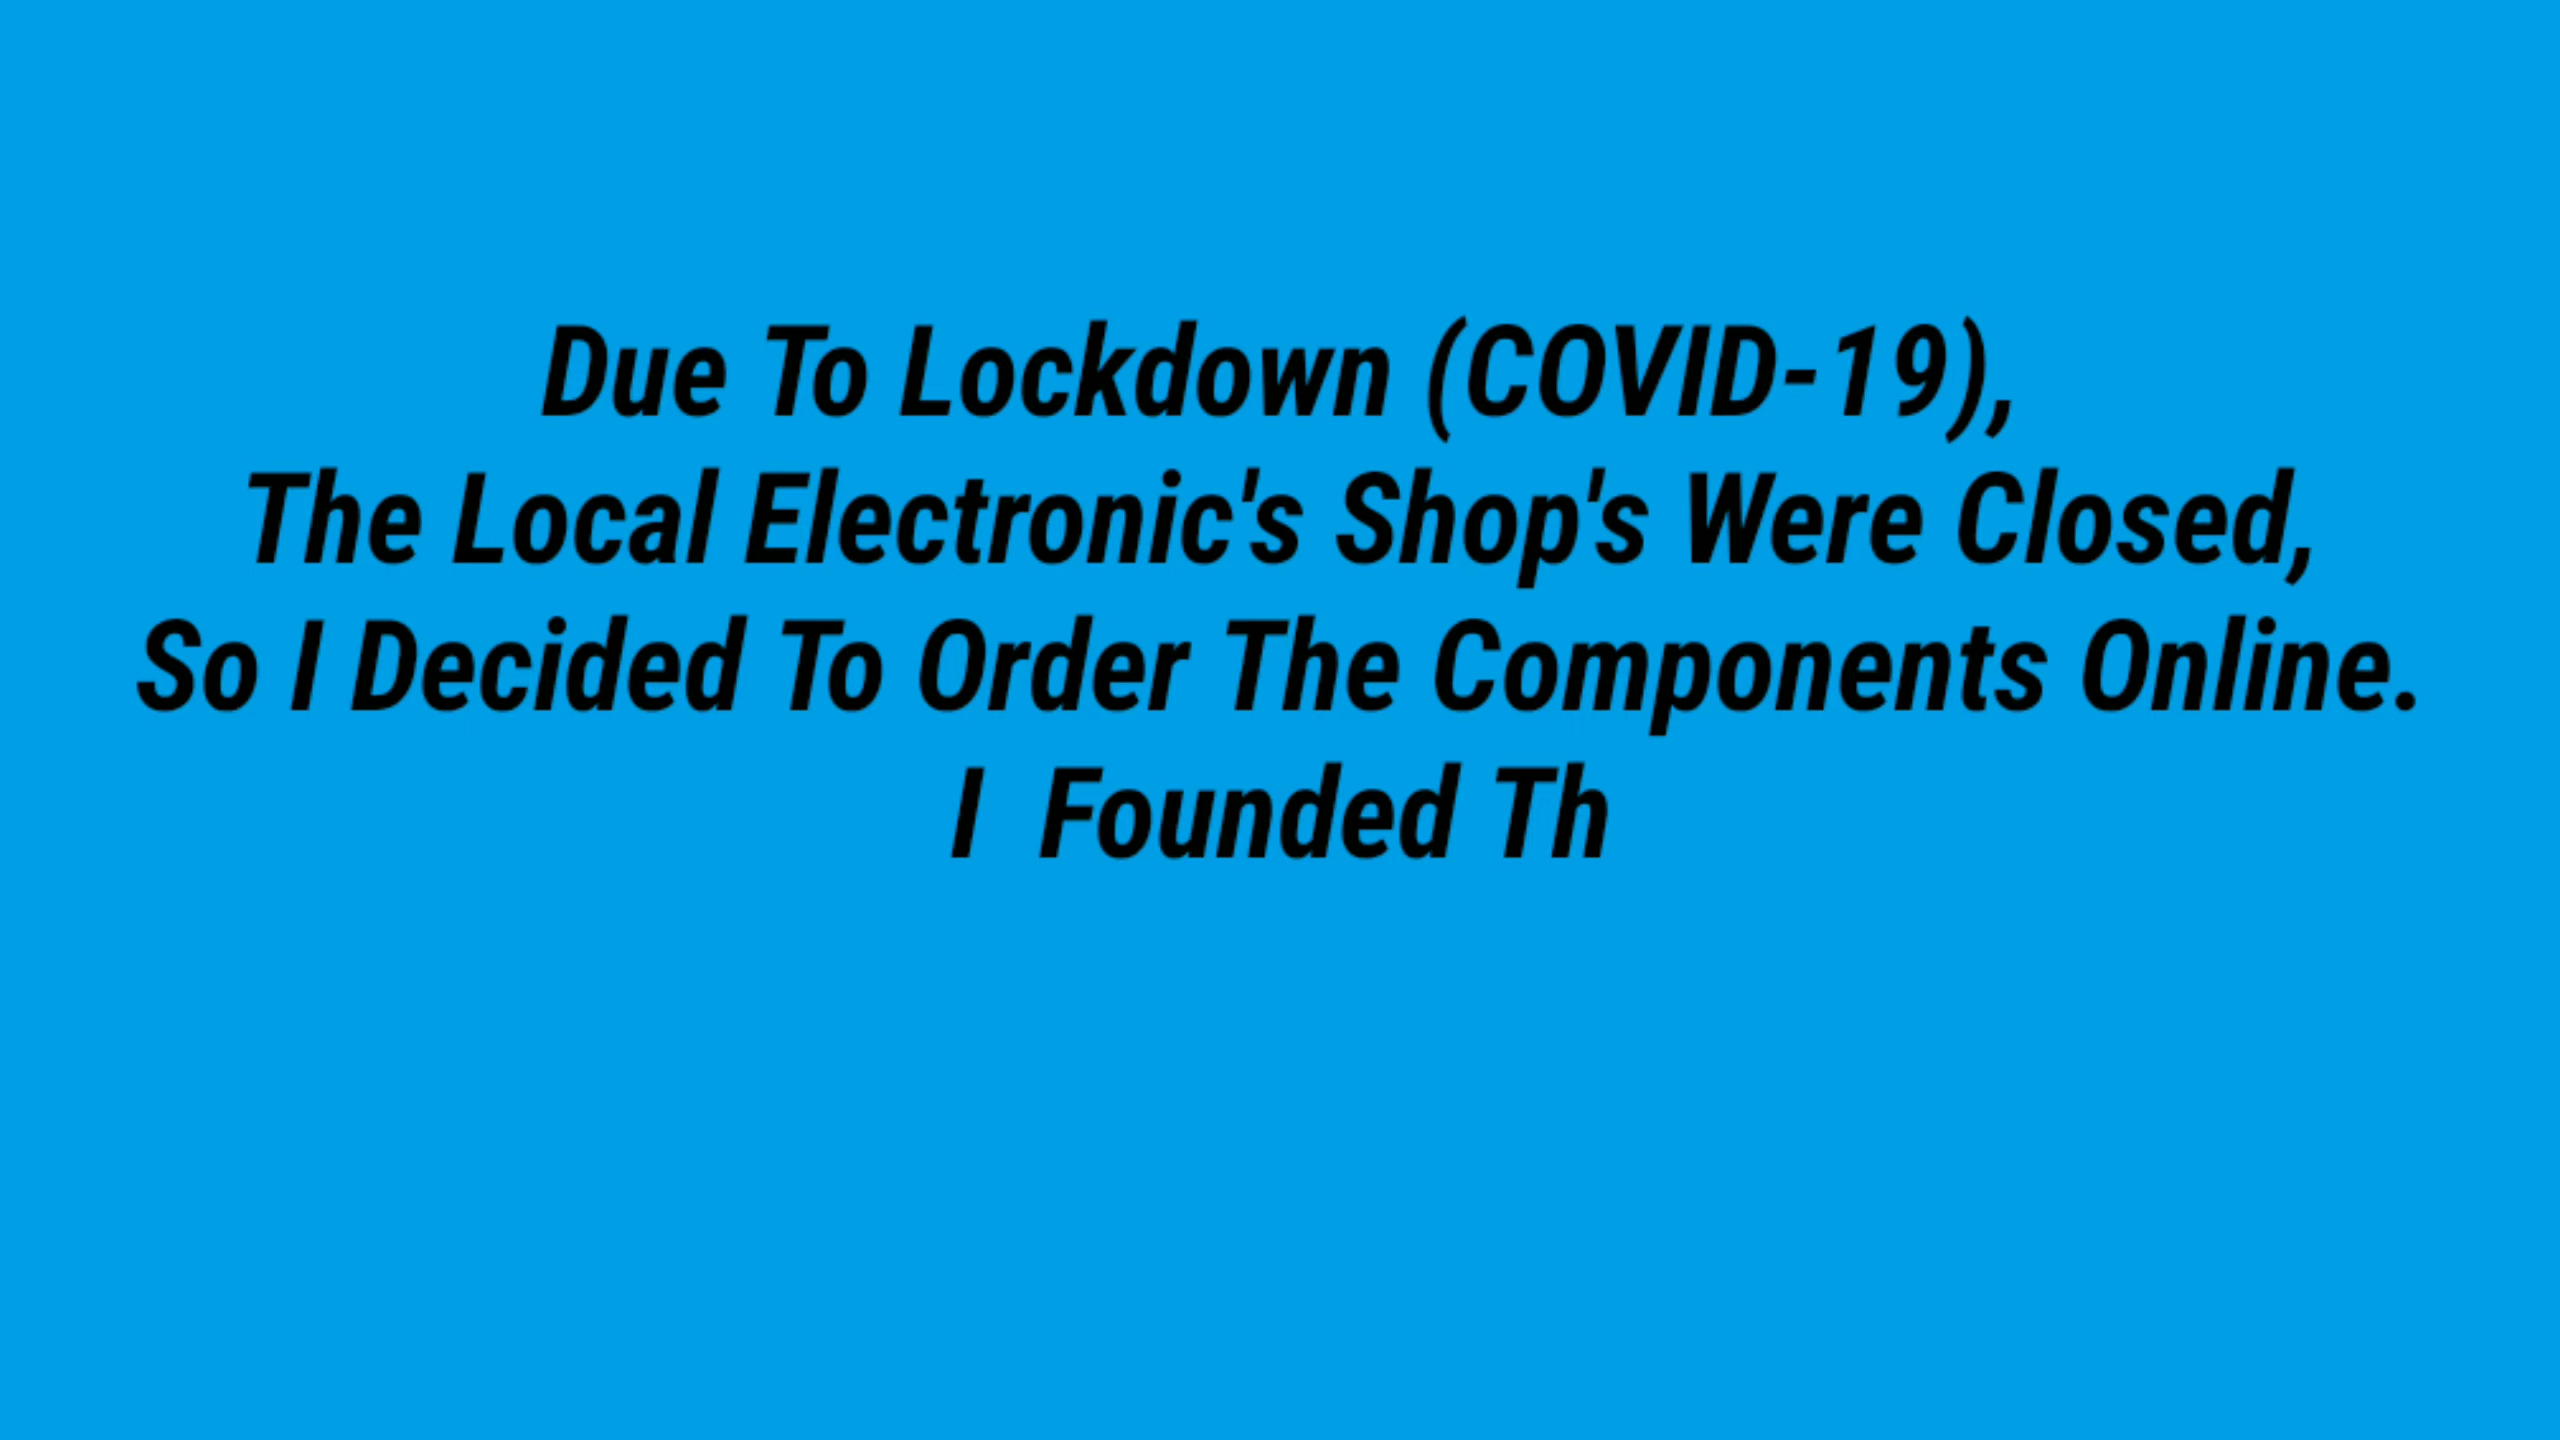 Due To Lockdown (COVID-19),
The Local Electronic's Shop's Were Closed,
So I Decided To Order The Components Online.
I  Founded Th